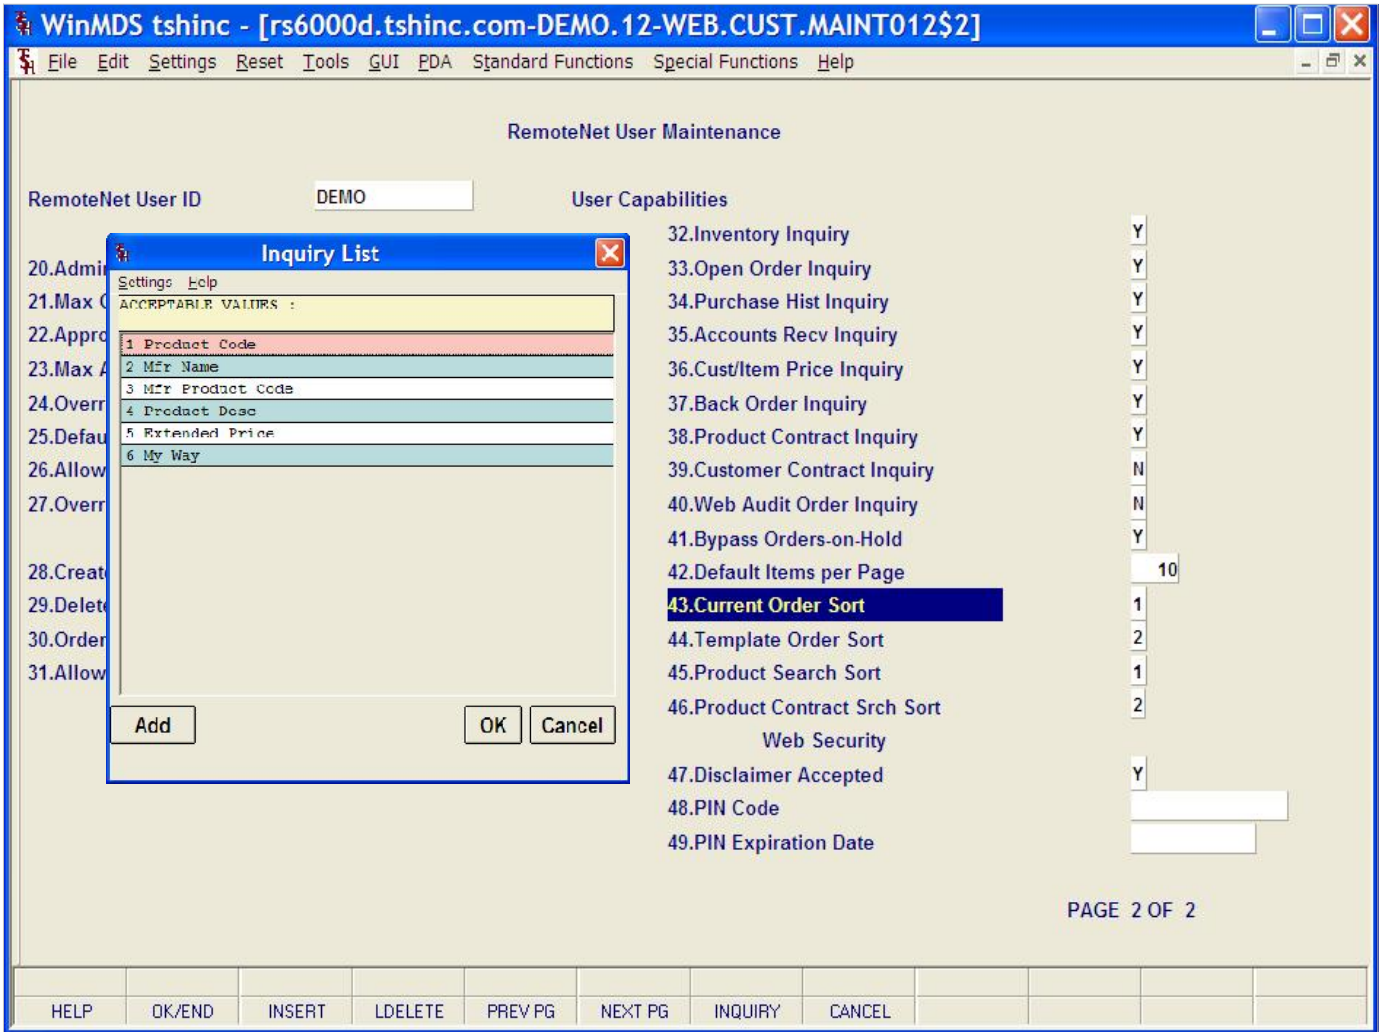 WinMDS tshinc - [rs6000d.tshinc.com-DEMO.12-WEB.CUST.MAINT012$2]
File Edit Settings Reset Tools GUI PDA Standard Functions Special Functions Help
RemoteNet User Maintenance
RemoteNet User ID DEMO User Capabilities
32.Inventory Inquiry Y
20.Admin 33.Open Order Inquiry Y
21.Max 34.Purchase Hist Inquiry Y
22.Appro 35.Accounts Recv Inquiry Y
23.Max 36.Cust/Item Price Inquiry Y
24.Overr 37.Back Order Inquiry Y
25.Defau 38.Product Contract Inquiry Y
26.Allow 39.Customer Contract Inquiry N
27.Overr 40.Web Audit Order Inquiry N
41.Bypass Orders-on-Hold Y
28.Create 42.Default Items per Page 10
29.Delete 43.Current Order Sort 1
30.Order 44.Template Order Sort 2
31.Allow 45.Product Search Sort 1
46.Product Contract Srch Sort 2
Web Security
47.Disclaimer Accepted Y
48.PIN Code
49.PIN Expiration Date
PAGE 2 OF 2
Inquiry List
Settings Help
ACCEPTABLE VALUES :
1 Product Code
2 Mfr Name
3 Mfr Product Code
4 Product Desc
5 Extended Price
6 My Way
Add OK Cancel
HELP OK/END INSERT LDELETE PREV PG NEXT PG INQUIRY CANCEL